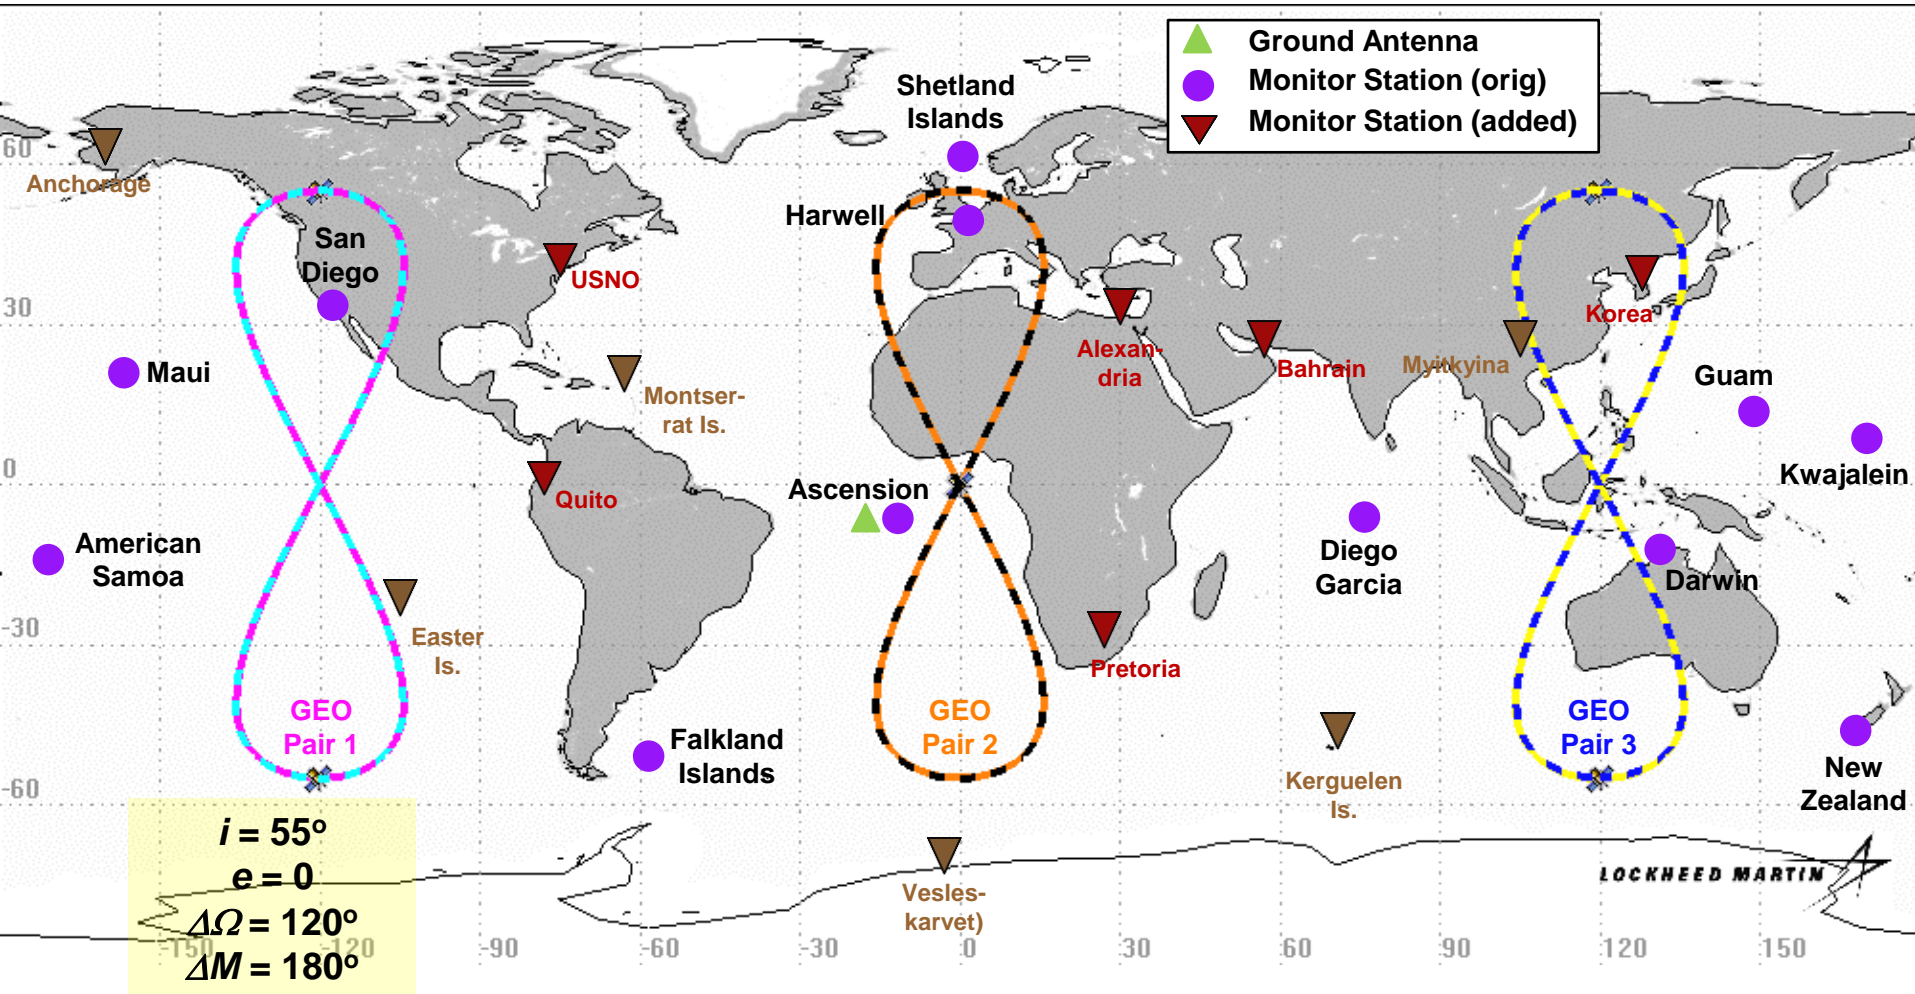 Ground Antenna
Monitor Station (orig)
Monitor Station (added)
Shetland
Islands
60
Anchorage
Harwell
San
Diego
USNO
30
Korea
Alexan-
dria
Bahrain
Myitkyina
Maui
Montser-
rat Is.
Guam
0
Quito
Ascension
Kwajalein
American
Samoa
Diego
Garcia
Darwin
-30
Easter
Is.
Pretoria
GEO
Pair 1
GEO
Pair 2
GEO
Pair 3
Falkland
Islands
New
Zealand
Kerguelen
Is.
-60
i = 55º
e = 0
ΔΩ = 120º
ΔM = 180º
LOCKHEED MARTIN
Vesles-
karvet)
-150
-120
-90
-60
-30
0
30
60
90
120
150